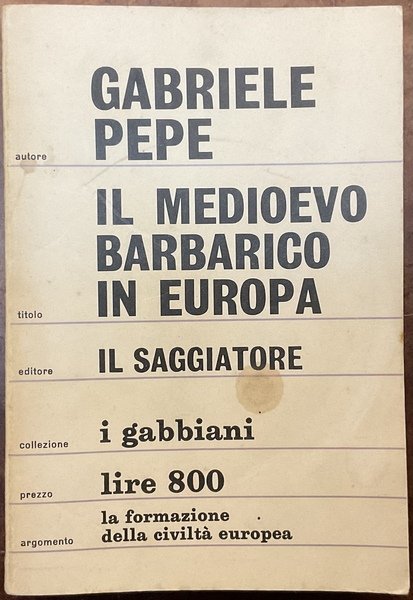 GABRIELE
autore PEPE
IL MEDIOEVO
BARBARICO
titolo IN EUROPA
editore IL SAGGIATORE
collezione i gabbiani
prezzo lire 800
la formazione
argomento della civiltà europea